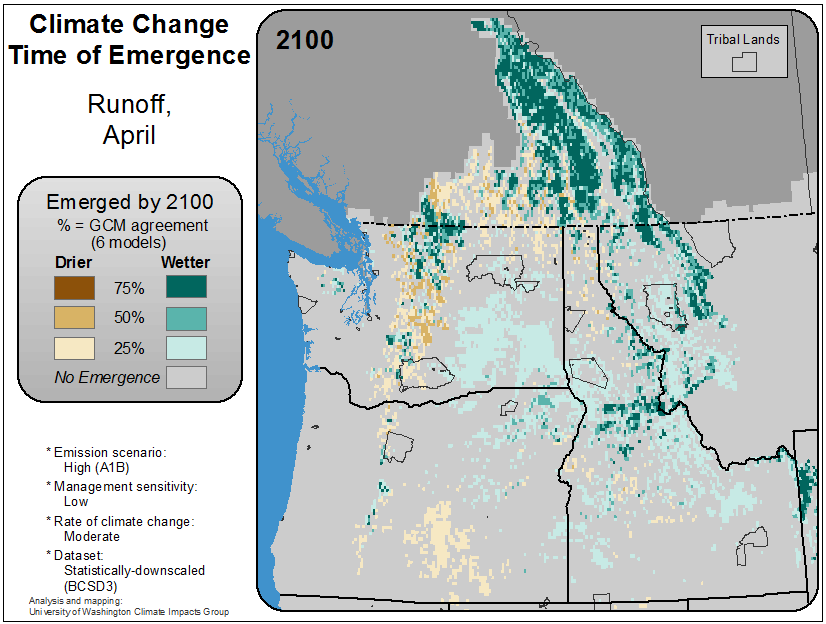 Climate Change
Time of Emergence
Runoff,
April
Emerged by 2100
% = GCM agreement
(6 models)
Drier Wetter
75%
50%
25%
No Emergence
* Emission scenario:
High (A1B)
* Management sensitivity:
Low
* Rate of climate change:
Moderate
* Dataset:
Statistically-downscaled
(BCSD3)
Analysis and mapping:
University of Washington Climate Impacts Group
2100
Tribal Lands